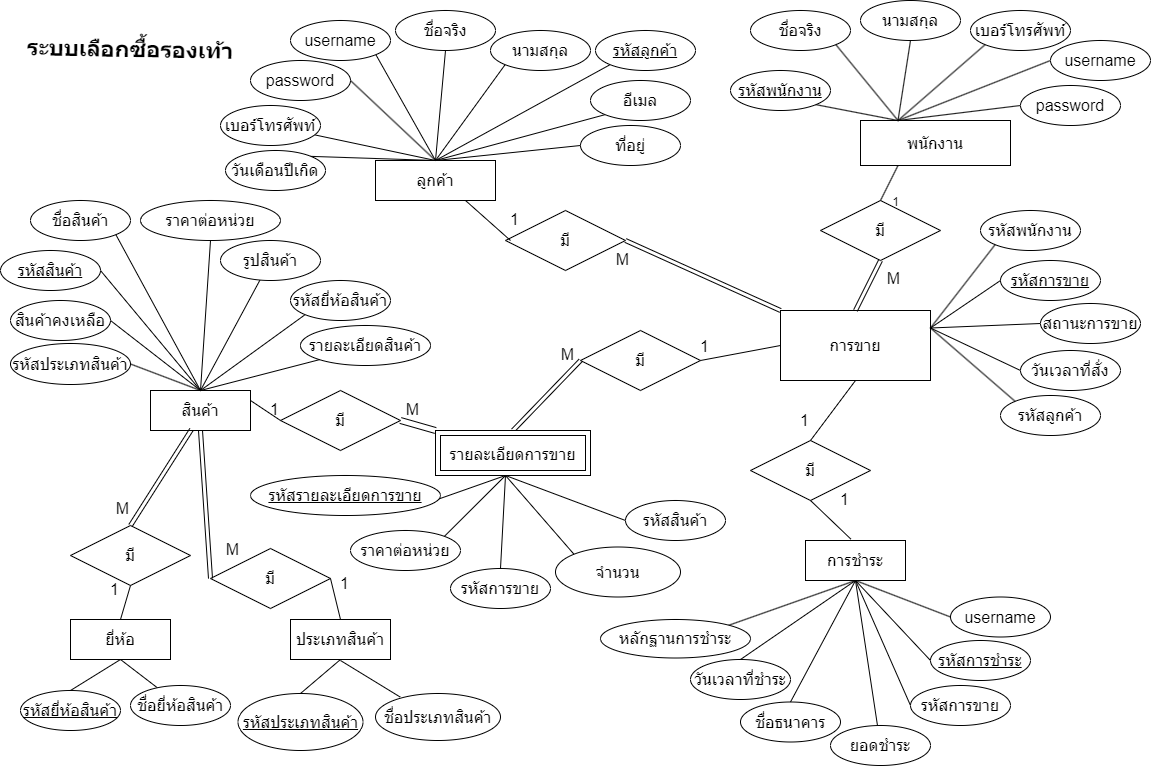 ระบบเลือกซื้อรองเท้า
username
ชื่อจริง
นามสกุล
รหัสลูกค้า
password
อีเมล
เบอร์โทรศัพท์
ที่อยู่
วันเดือนปีเกิด
ลูกค้า
ชื่อจริง
นามสกุล
เบอร์โทรศัพท์
username
รหัสพนักงาน
password
พนักงาน
1
มี
M
1
มี
M
ชื่อสินค้า
ราคาต่อหน่วย
รหัสสินค้า
รูปสินค้า
สินค้าคงเหลือ
รหัสยี่ห้อสินค้า
รหัสประเภทสินค้า
รายละเอียดสินค้า
สินค้า
รหัสพนักงาน
รหัสการขาย
สถานะการขาย
วันเวลาที่สั่ง
รหัสลูกค้า
การขาย
M
มี
1
1
มี
M
รายละเอียดการขาย
รหัสรายละเอียดการขาย
รหัสสินค้า
ราคาต่อหน่วย
รหัสการขาย
จำนวน
1
มี
1
การชำระ
M
มี
1
M
มี
1
ยี่ห้อ
ประเภทสินค้า
รหัสยี่ห้อสินค้า
ชื่อยี่ห้อสินค้า
รหัสประเภทสินค้า
ชื่อประเภทสินค้า
username
หลักฐานการชำระ
รหัสการชำระ
วันเวลาที่ชำระ
รหัสการขาย
ชื่อธนาคาร
ยอดชำระ